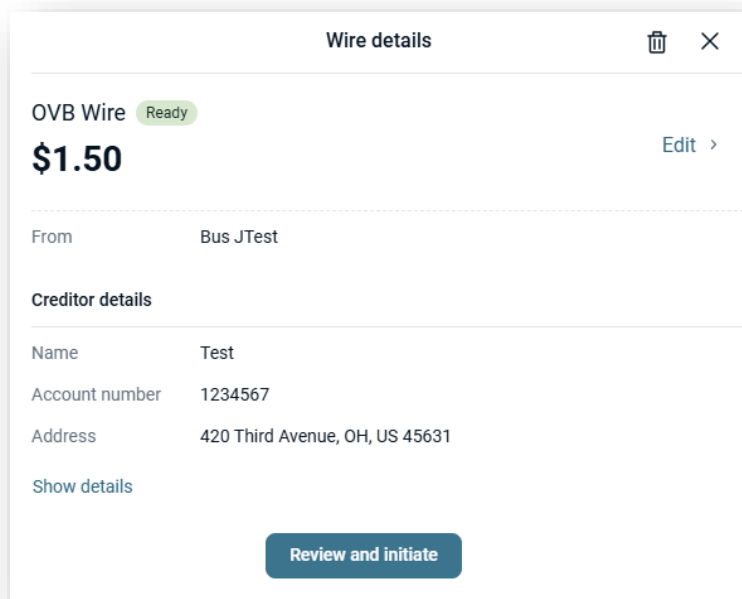 Wire details
OVB Wire Ready
$1.50
Edit
From Bus JTest
Creditor details
Name Test
Account number 1234567
Address 420 Third Avenue, OH, US 45631
Show details
Review and initiate